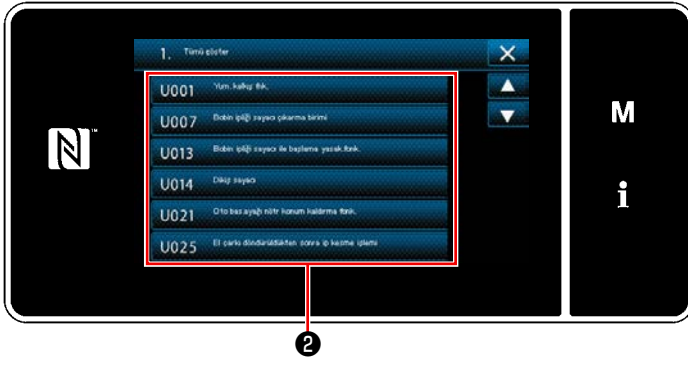 1. Tümü göster
U001 Yum. kalkış fnk.
U007 Bobin ipliği sayacı çıkarma birimi
U013 Bobin ipliği sayacı ile başlama yasak.fonk.
U014 Dikiş sayacı
U021 Oto bas.ayağı nötr konum kaldırma fonk.
U025 El çarkı döndürüldükten sonra ip kesme işlemi
M
i
N
2